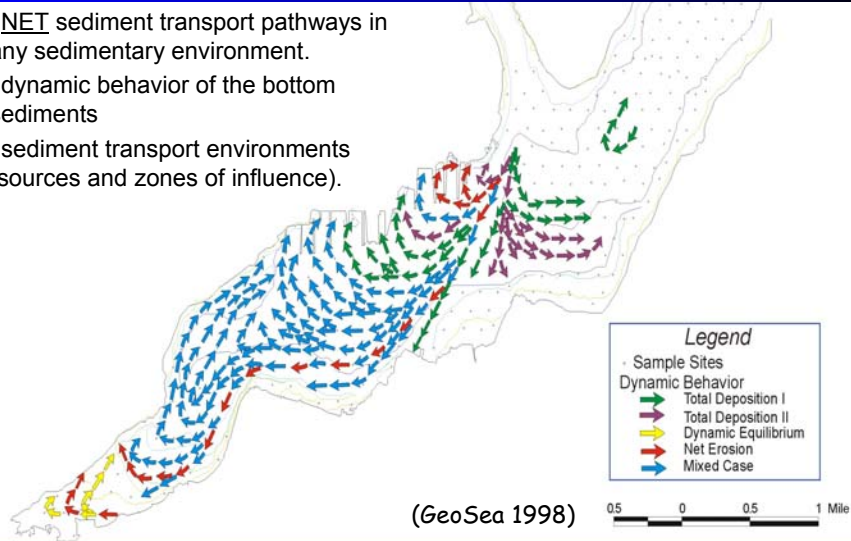 NET sediment transport pathways in
any sedimentary environment.
dynamic behavior of the bottom
sediments
sediment transport environments
sources and zones of influence).
Legend
Sample Sites
Dynamic Behavior
Total Deposition I
Total Deposition II
Dynamic Equilibrium
Net Erosion
Mixed Case
(GeoSea 1998)
0.5 0 0.5 1 Mile